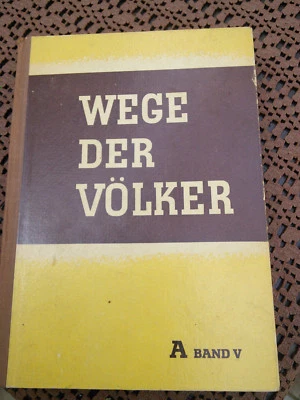 WEGE
DER
VÖLKER
A BAND V